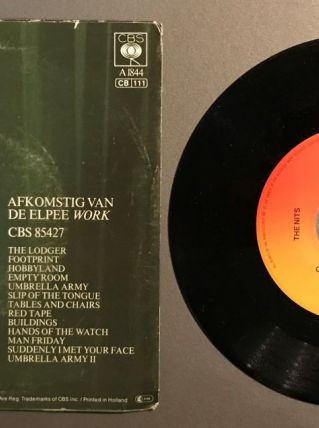 CBS
A 1844
CB 111
AFKOMSTIG VAN
DE ELPEE WORK
CBS 85427
THE LODGER
FOOTPRINT
HOBBYLAND
EMPTY ROOM
UMBRELLA ARMY
SLIP OF THE TONGUE
TABLES AND CHAIRS
RED TAPE
BUILDINGS
HANDS OF THE WATCH
MAN FRIDAY
SUDDENLY I MET YOUR FACE
UMBRELLA ARMY II
Are Reg. Trademarks of CBS Inc. / Printed in Holland
THE NITS